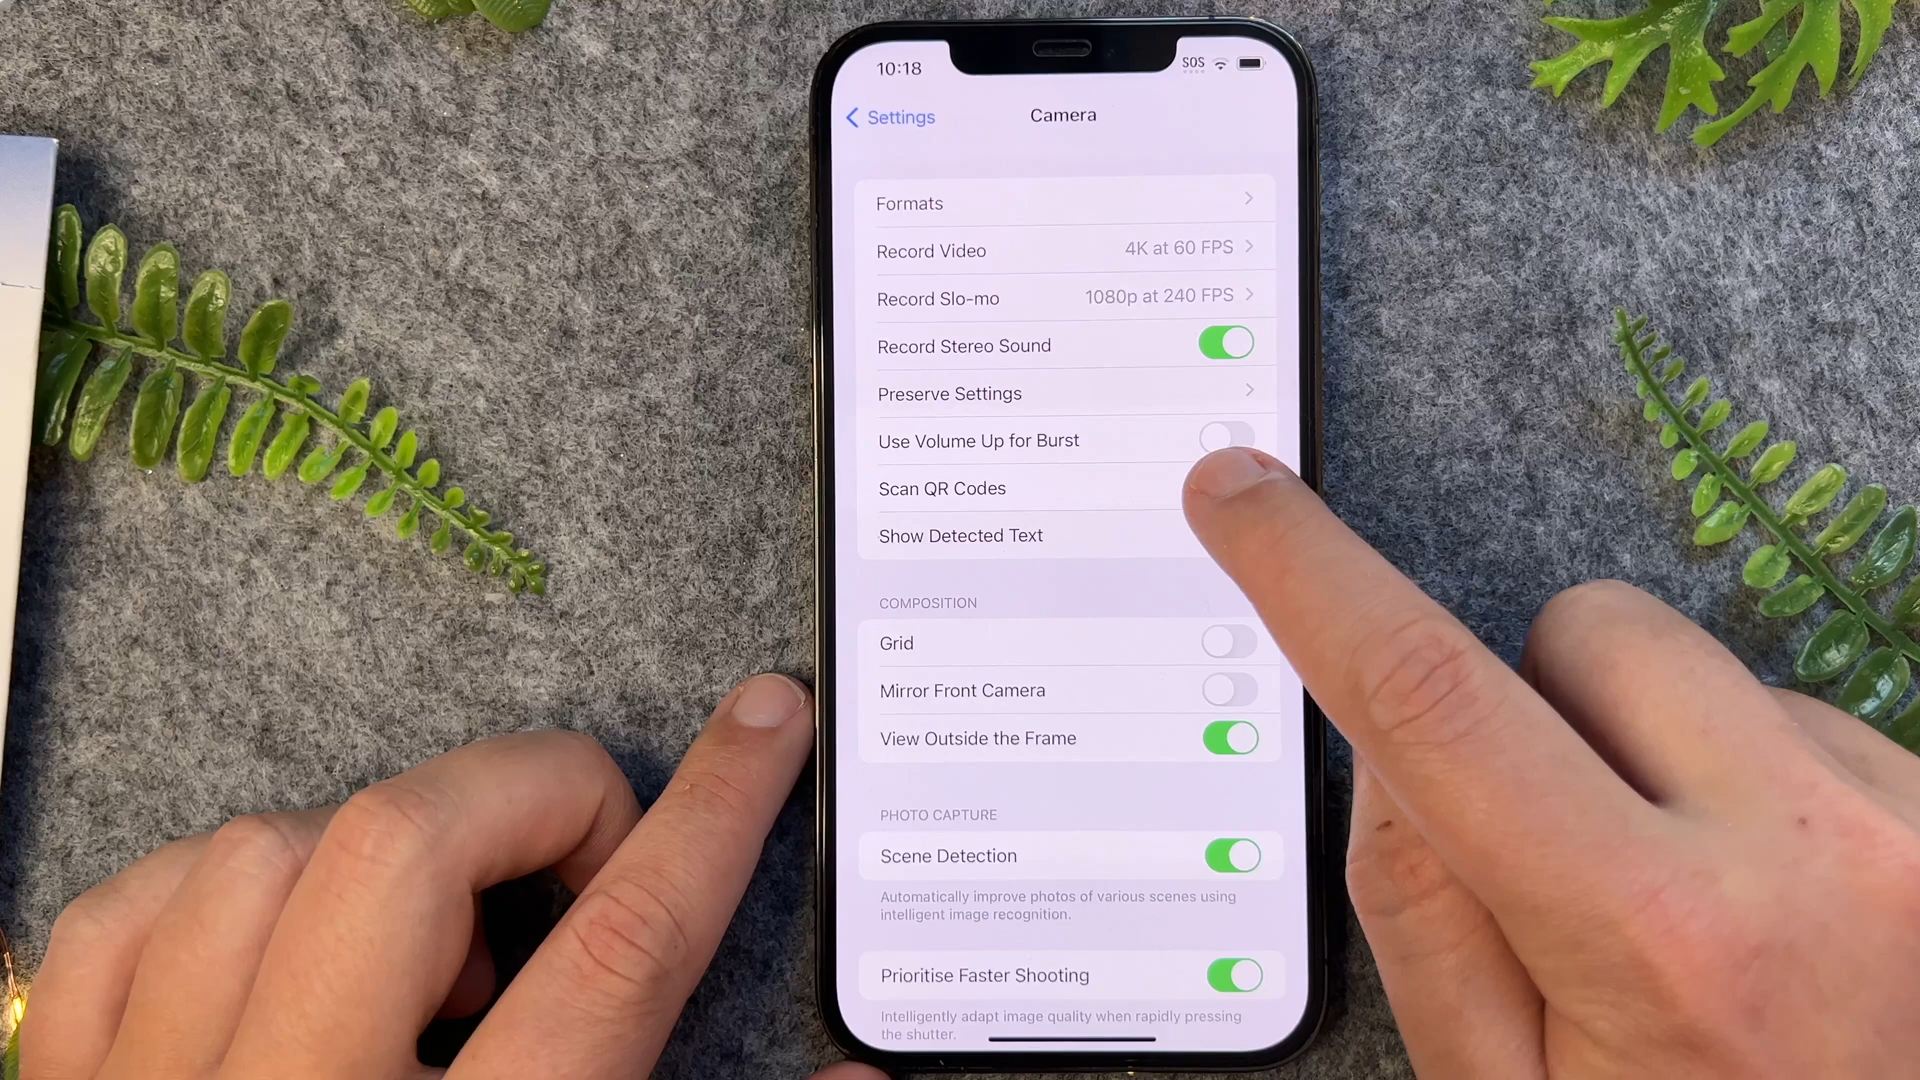 10:18
SOS
Settings
Camera
Formats
Record Video 4K at 60 FPS
Record Slo-mo 1080p at 240 FPS
Record Stereo Sound
Preserve Settings
Use Volume Up for Burst
Scan QR Codes
Show Detected Text
COMPOSITION
Grid
Mirror Front Camera
View Outside the Frame
PHOTO CAPTURE
Scene Detection
Automatically improve photos of various scenes using
intelligent image recognition.
Prioritise Faster Shooting
Intelligently adapt image quality when rapidly pressing
the shutter.